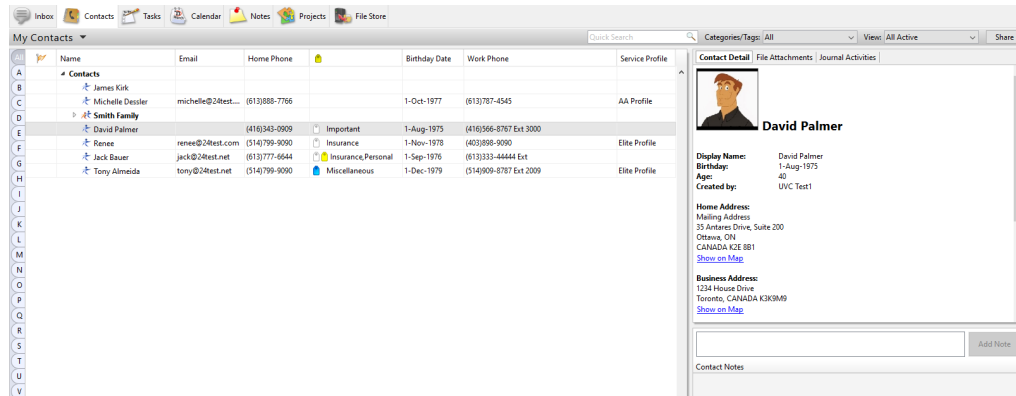 Inbox Contacts Tasks Calendar Notes Projects File Store
My Contacts Quick Search Categories/Tags: All View: All Active Share
All Name Email Home Phone Birthday Date Work Phone Service Profile
Contacts
James Kirk
Michelle Dessler michelle@24test.... (613)888-7766 1-Oct-1977 (613)787-4545 AA Profile
Smith Family
David Palmer (416)343-0909 Important 1-Aug-1975 (416)566-8767 Ext 3000
Renee renee@24test.com (514)799-9090 Insurance 1-Nov-1978 (403)898-9090 Elite Profile
Jack Bauer jack@24test.net (613)777-6644 Insurance,Personal 1-Sep-1976 (613)333-44444 Ext
Tony Almeida tony@24test.net (514)799-9090 Miscellaneous 1-Dec-1979 (514)909-8787 Ext 2009 Elite Profile
A
B
C
D
E
F
G
H
I
J
K
L
M
N
O
P
Q
R
S
T
U
V
Contact Detail File Attachments Journal Activities
David Palmer
Display Name: David Palmer
Birthday: 1-Aug-1975
Age: 40
Created by: UVC Test1
Home Address:
Mailing Address
35 Antares Drive, Suite 200
Ottawa, ON
CANADA K2E 8B1
Show on Map
Business Address:
1234 House Drive
Toronto, CANADA K3K9M9
Show on Map
Add Note
Contact Notes